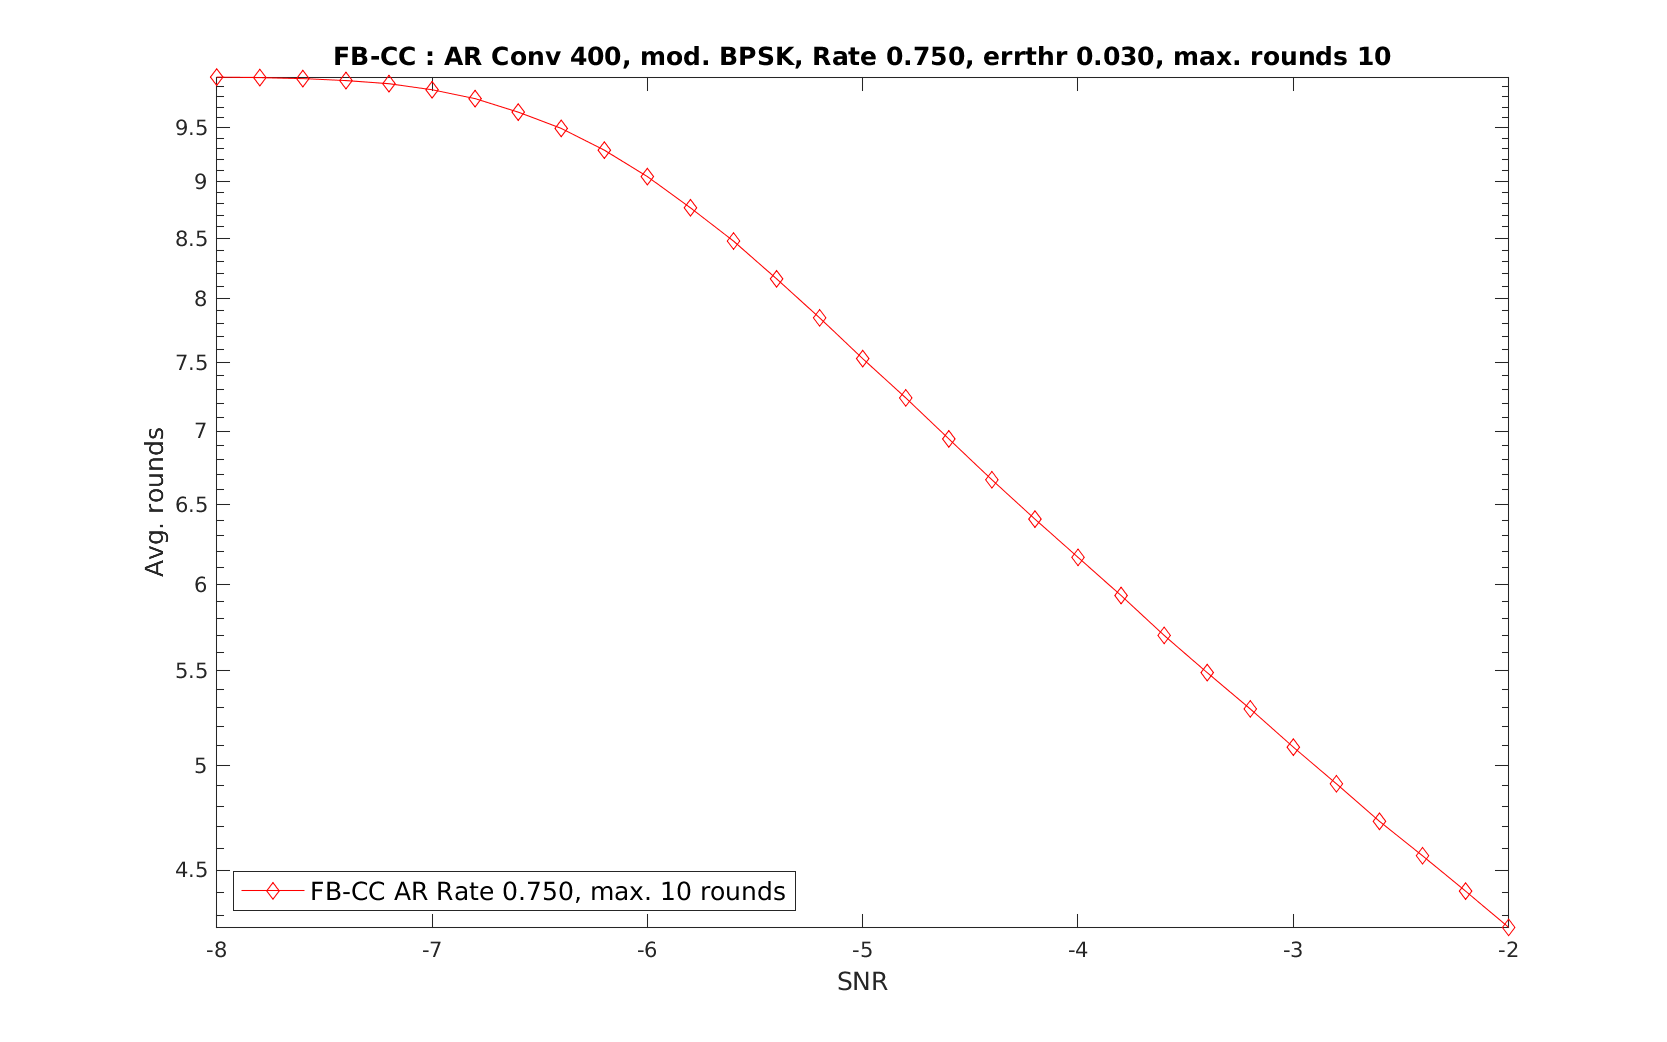 FB-CC : AR Conv 400, mod. BPSK, Rate 0.750, errthr 0.030, max. rounds 10
9.5
9
8.5
8
7.5
7
6.5
6
5.5
5
4.5
Avg. rounds
FB-CC AR Rate 0.750, max. 10 rounds
-8 -7 -6 -5 -4 -3 -2
SNR